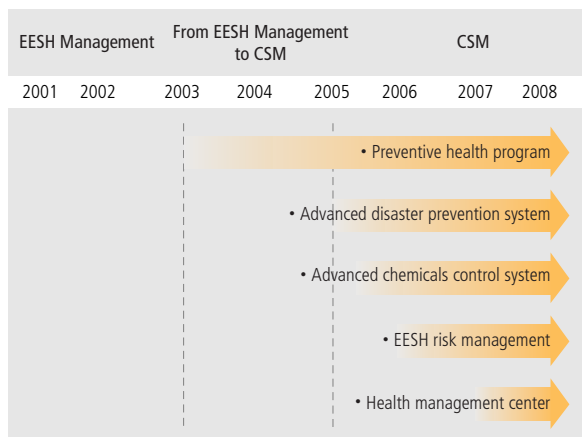 EESH Management
From EESH Management
to CSM
CSM
2001 2002 2003 2004 2005 2006 2007 2008
• Preventive health program
• Advanced disaster prevention system
• Advanced chemicals control system
• EESH risk management
• Health management center